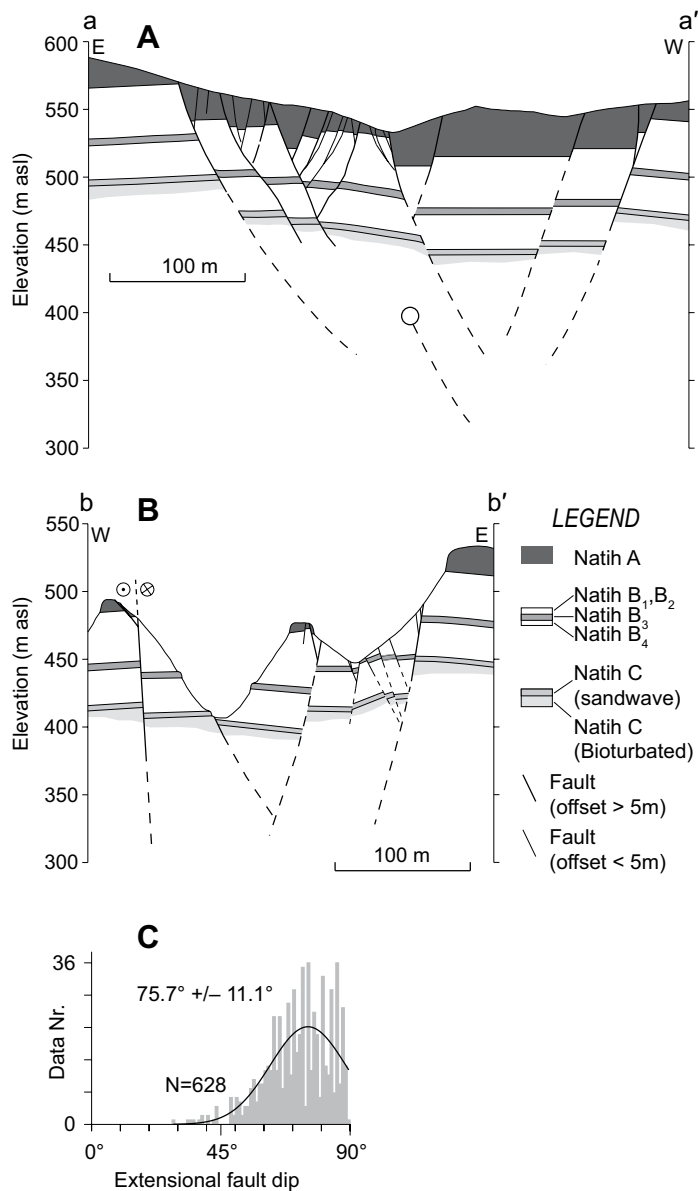 a
A
a′
E
W
600
550
500
450
400
350
300
Elevation (m asl)
100 m
b
B
b′
W
E
550
500
450
400
350
300
Elevation (m asl)
100 m
LEGEND
Natih A
Natih B1,B2
Natih B3
Natih B4
Natih C
(sandwave)
Natih C
(Bioturbated)
Fault
(offset > 5m)
Fault
(offset < 5m)
C
36
75.7° +/– 11.1°
Data Nr.
N=628
0
0°
45°
90°
Extensional fault dip